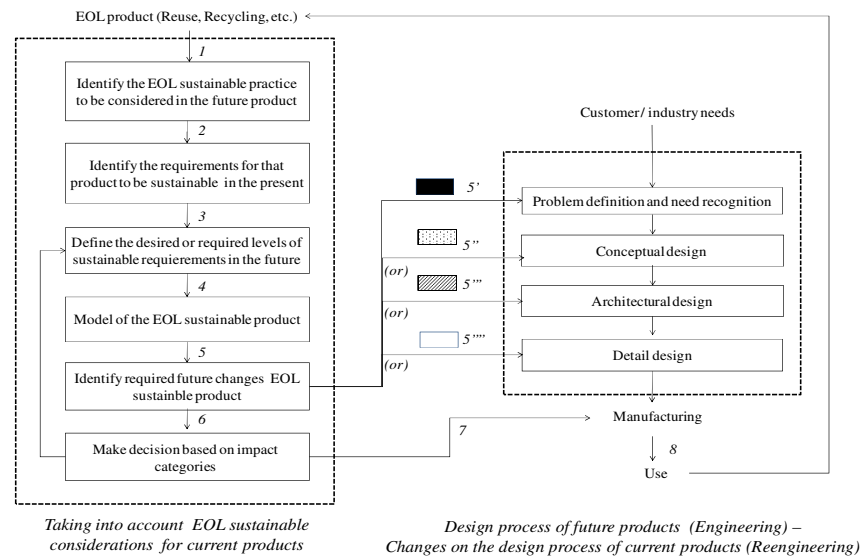 EOL product (Reuse, Recycling, etc.)
1
Identify the EOL sustainable practice
to be considered in the future product
2
Identify the requirements for that
product to be sustainable in the present
3
Define the desired or required levels of
sustainable requierements in the future
4
Model of the EOL sustainable product
5
Identify required future changes EOL
sustainble product
6
Make decision based on impact
categories
Taking into account EOL sustainable
considerations for current products
5'
5''
(or)
5'''
(or)
5''''
(or)
7
Customer/ industry needs
Problem definition and need recognition
Conceptual design
Architectural design
Detail design
Manufacturing
8
Use
Design process of future products (Engineering) –
Changes on the design process of current products (Reengineering)